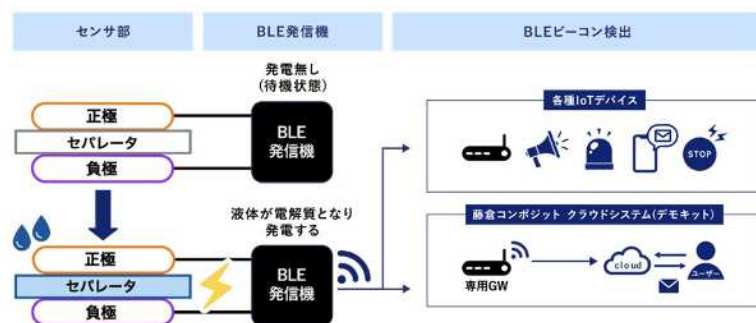 センサ部
BLE発信機
BLEビーコン検出
発電無し
(待機状態)
正極
セパレータ
負極
BLE
発信機
各種IoTデバイス
STOP
液体が電解質となり
発電する
正極
セパレータ
負極
BLE
発信機
藤倉コンポジット クラウドシステム(デモキット)
専用GW
cloud
ユーザー